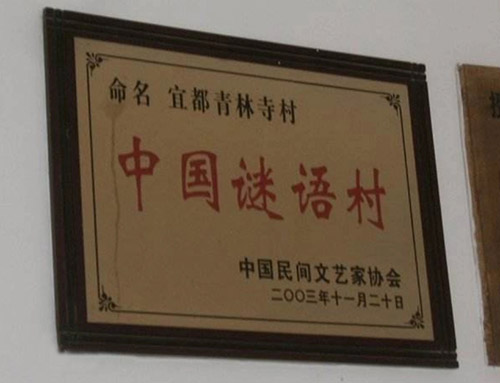 命名 宜都青林寺村
中国谜语村
中国民间文艺家协会
二〇〇三年十一月二十日